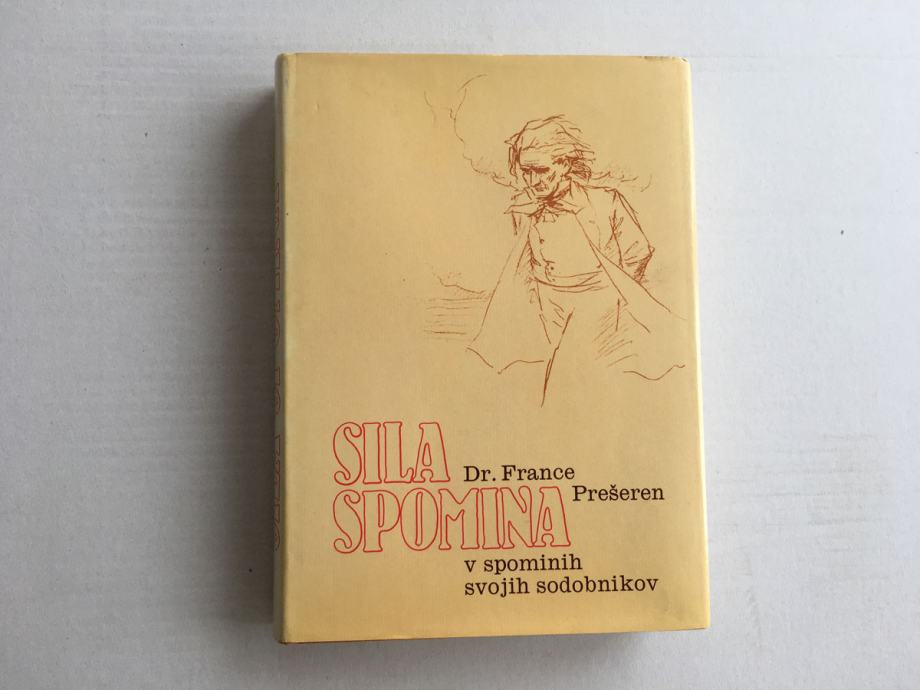 SILA
SPOMINA
Dr. France
Prešeren
v spominih
svojih sodobnikov